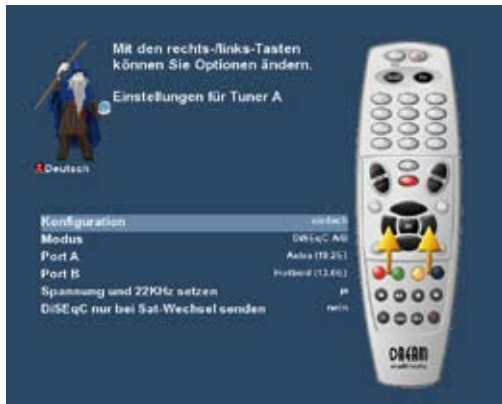 Mit den rechts-/links-Tasten
können Sie Optionen ändern.
Einstellungen für Tuner A
Deutsch
Konfiguration einfach
Modus DiSEqC A/B
Port A Astra (19.2E)
Port B Hotbird (13.0E)
Spannung und 22KHz setzen ja
DiSEqC nur bei Sat-Wechsel senden nein
DREAM
multimedia